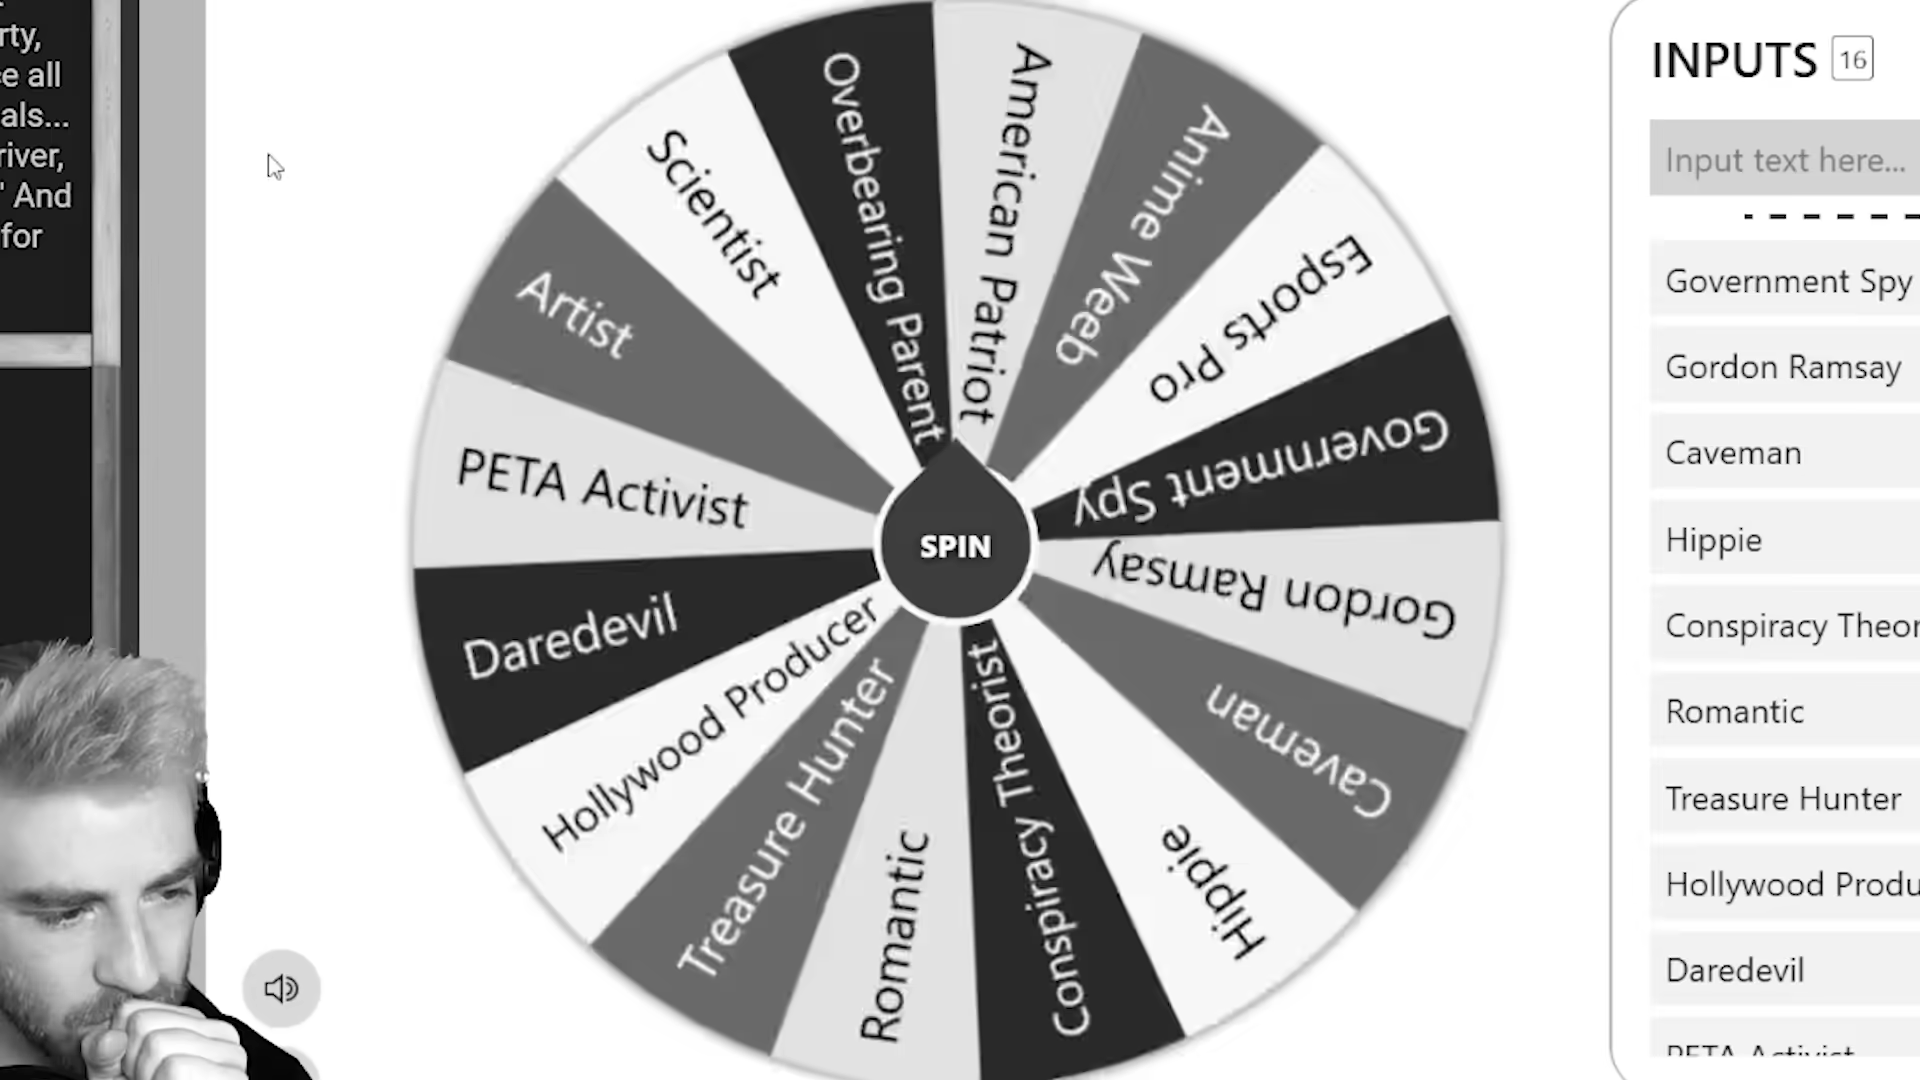 rty,
e all
als...
river,
" And
for
Overbearing Parent
American Patriot
Anime Weeb
Esports Pro
Government Spy
Gordon Ramsay
Caveman
Hippie
Conspiracy Theorist
Romantic
Treasure Hunter
Hollywood Producer
Daredevil
PETA Activist
Artist
Scientist
SPIN
INPUTS 16
Input text here...
Government Spy
Gordon Ramsay
Caveman
Hippie
Conspiracy Theor
Romantic
Treasure Hunter
Hollywood Produ
Daredevil
PETA Activist